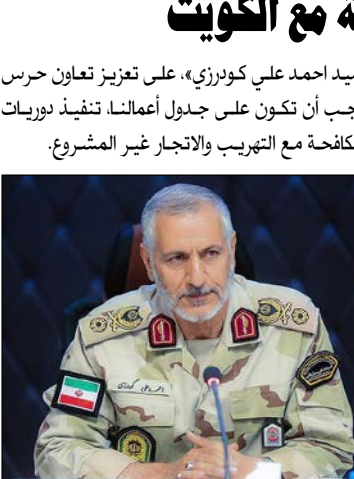 ة مع الكويت
يد احمد علي كودرزي»، على تعزيز تعاون حرس
جب أن تكون على جدول أعمالنا، تنفيذ دوريات
كافحة مع التهريب والاتجار غير المشروع.